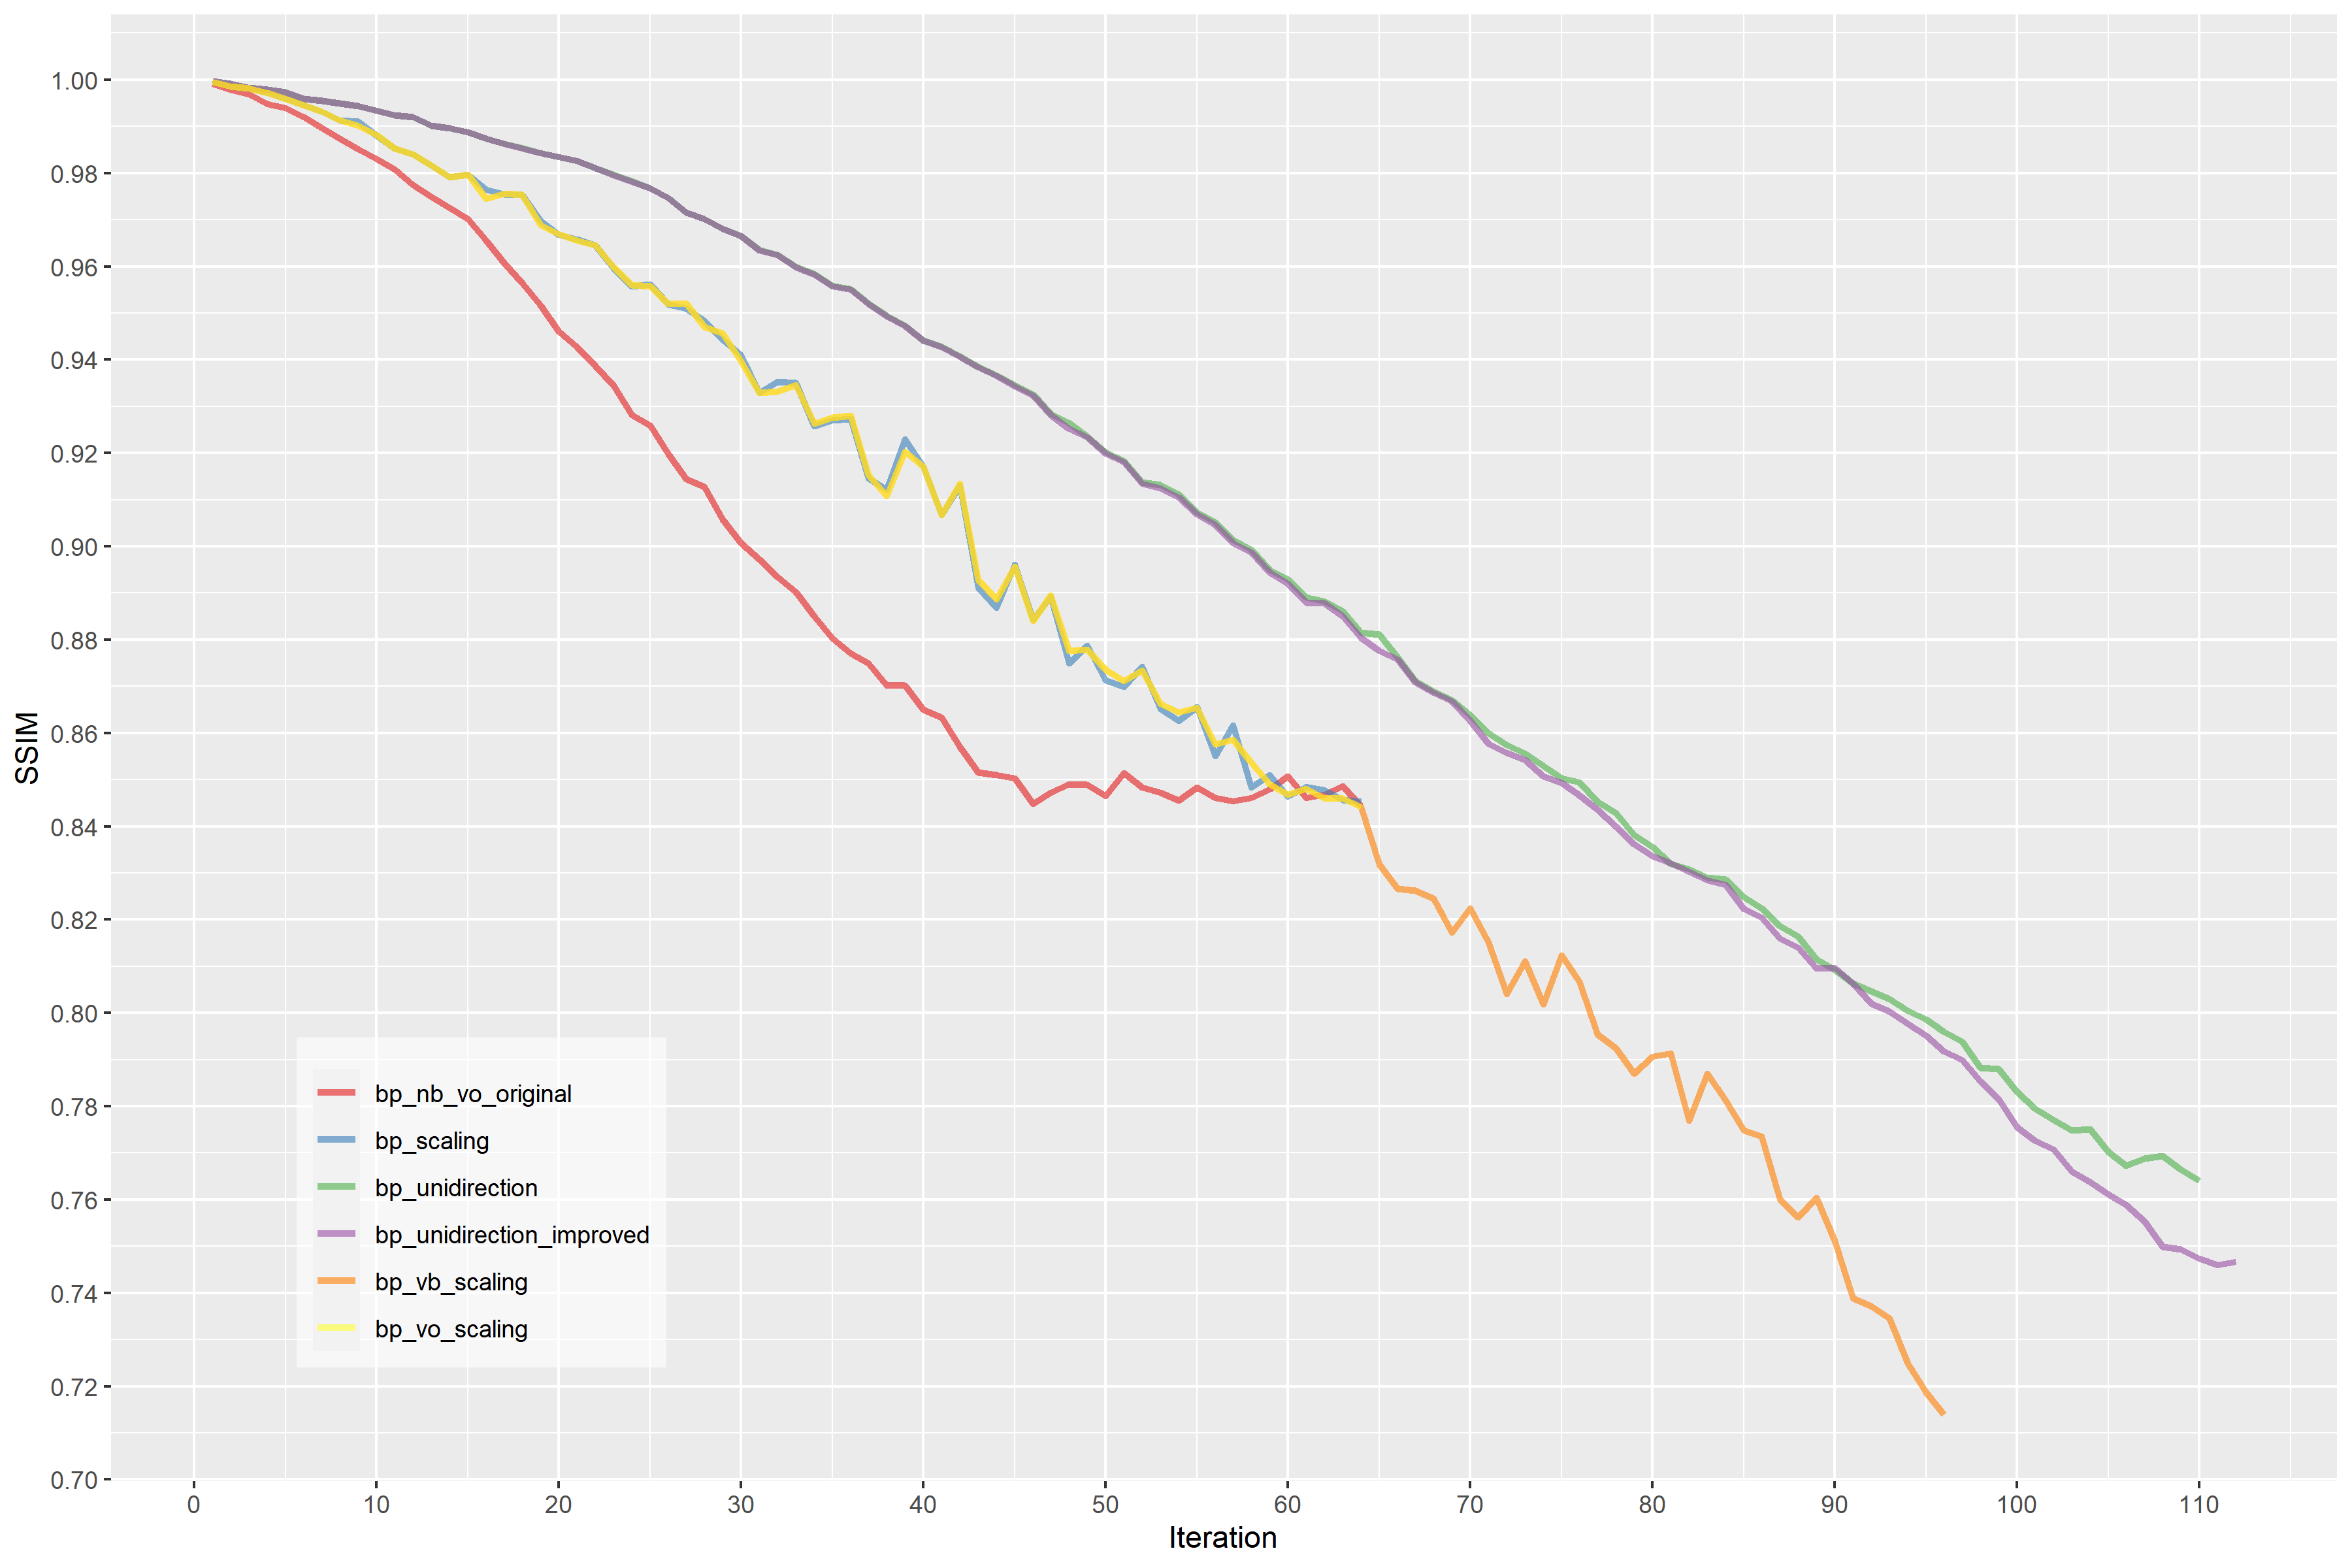 1.00
0.98
0.96
0.94
0.92
0.90
0.88
0.86
0.84
0.82
0.80
0.78
0.76
0.74
0.72
0.70
SSIM
bp_nb_vo_original
bp_scaling
bp_unidirection
bp_unidirection_improved
bp_vb_scaling
bp_vo_scaling
0 10 20 30 40 50 60 70 80 90 100 110
Iteration